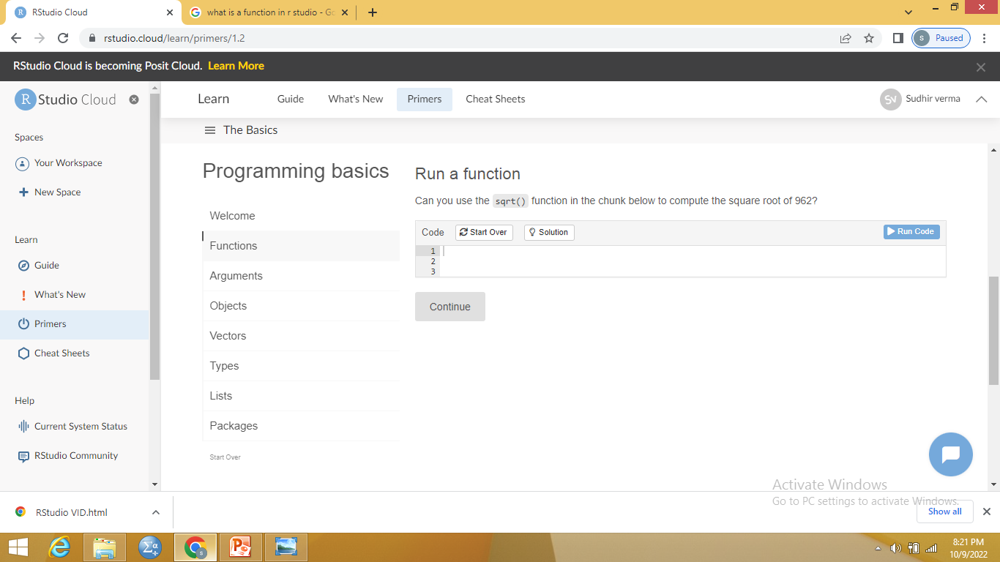 RStudio Cloud
what is a function in r studio - Go
rstudio.cloud/learn/primers/1.2
S Paused
RStudio Cloud is becoming Posit Cloud. Learn More
R Studio Cloud
Learn Guide What's New Primers Cheat Sheets
SV Sudhir verma
The Basics
Spaces
Your Workspace
New Space
Learn
Guide
What's New
Primers
Cheat Sheets
Help
Current System Status
RStudio Community
Programming basics
Welcome
Functions
Arguments
Objects
Vectors
Types
Lists
Packages
Start Over
Run a function
Can you use the sqrt() function in the chunk below to compute the square root of 962?
Code Start Over Solution Run Code
1
2
3
Continue
Activate Windows
Go to PC settings to activate Windows.
RStudio VID.html
Show all
8:21 PM
10/9/2022